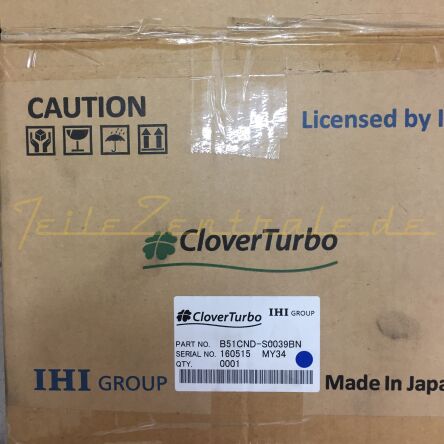 CAUTION
Licensed by I
TeileZentrale.de
CloverTurbo
CloverTurbo IHI GROUP
PART NO. B51CND-S0039BN
SERIAL NO. 160515 MY34
QTY. 0001
IHI GROUP
Made In Japa